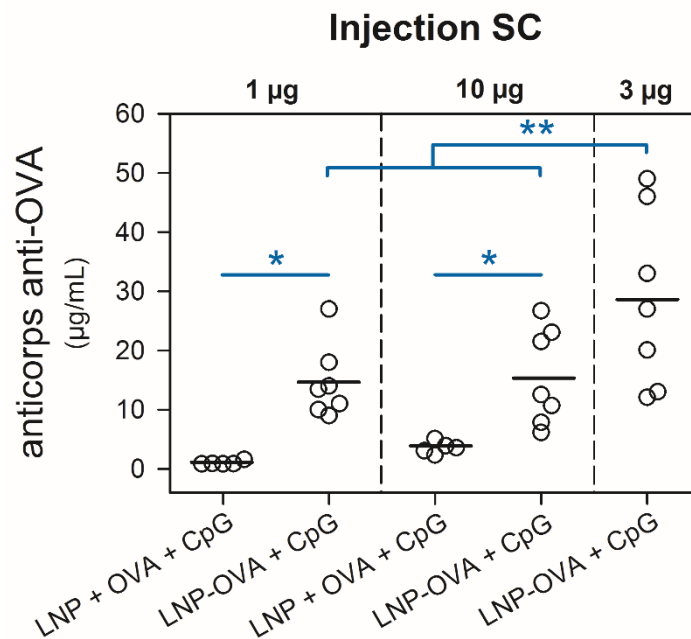 Injection SC
1 µg 10 µg 3 µg
anticorps anti-OVA
(µg/mL)
60
50
40
30
20
10
0
**
* *
LNP + OVA + CpG
LNP-OVA + CpG
LNP + OVA + CpG
LNP-OVA + CpG
LNP-OVA + CpG